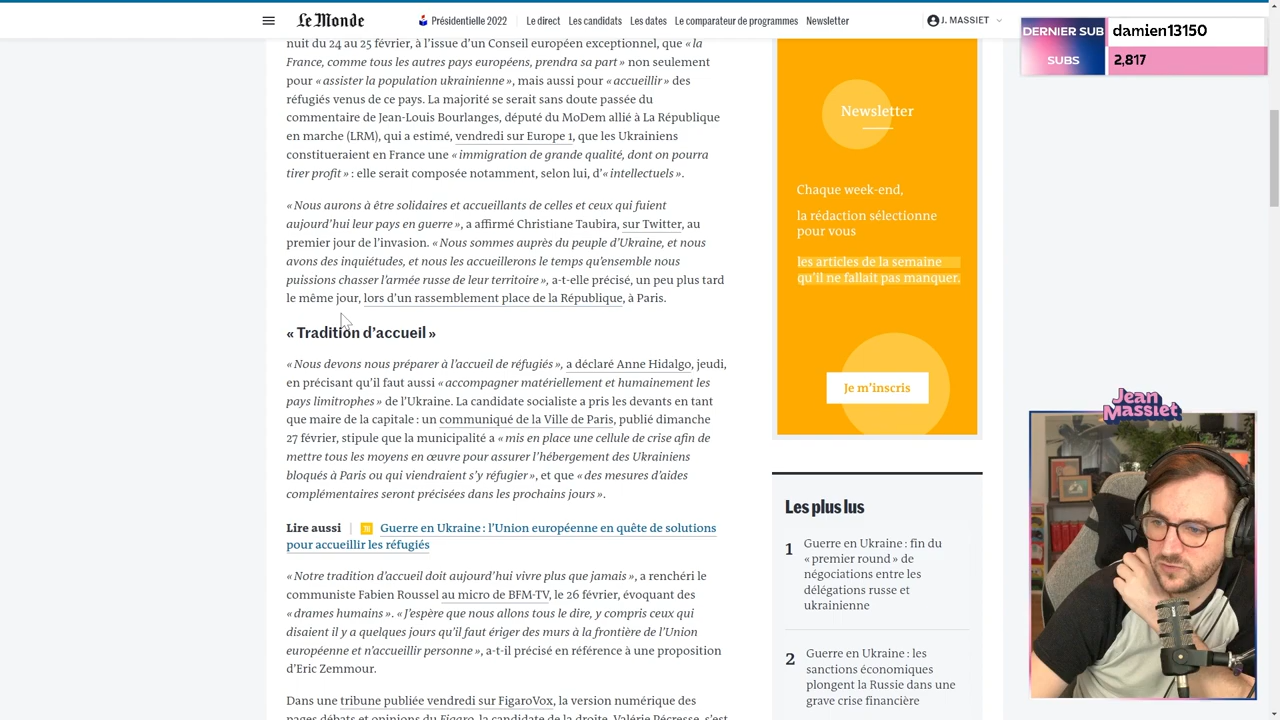 Le Monde
Présidentielle 2022
Le direct
Les candidats
Les dates
Le comparateur de programmes
Newsletter
J. MASSIET
DERNIER SUB
damien13150
SUBS
2,817
nuit du 24 au 25 février, à l’issue d’un Conseil européen exceptionnel, que « la
France, comme tous les autres pays européens, prendra sa part » non seulement
pour « assister la population ukrainienne », mais aussi pour « accueillir » des
réfugiés venus de ce pays. La majorité se serait sans doute passée du
commentaire de Jean-Louis Bourlanges, député du MoDem allié à La République
en marche (LRM), qui a estimé, vendredi sur Europe 1, que les Ukrainiens
constitueraient en France une « immigration de grande qualité, dont on pourra
tirer profit » : elle serait composée notamment, selon lui, d’« intellectuels ».
« Nous aurons à être solidaires et accueillants de celles et ceux qui fuient
aujourd’hui leur pays en guerre », a affirmé Christiane Taubira, sur Twitter, au
premier jour de l’invasion. « Nous sommes auprès du peuple d’Ukraine, et nous
avons des inquiétudes, et nous les accueillerons le temps qu’ensemble nous
puissions chasser l’armée russe de leur territoire », a-t-elle précisé, un peu plus tard
le même jour, lors d’un rassemblement place de la République, à Paris.
« Tradition d’accueil »
« Nous devons nous préparer à l’accueil de réfugiés », a déclaré Anne Hidalgo, jeudi,
en précisant qu’il faut aussi « accompagner matériellement et humainement les
pays limitrophes » de l’Ukraine. La candidate socialiste a pris les devants en tant
que maire de la capitale : un communiqué de la Ville de Paris, publié dimanche
27 février, stipule que la municipalité a « mis en place une cellule de crise afin de
mettre tous les moyens en œuvre pour assurer l’hébergement des Ukrainiens
bloqués à Paris ou qui viendraient s’y réfugier », et que « des mesures d’aides
complémentaires seront précisées dans les prochains jours ».
Lire aussi | Guerre en Ukraine : l’Union européenne en quête de solutions
pour accueillir les réfugiés
« Notre tradition d’accueil doit aujourd’hui vivre plus que jamais », a renchéri le
communiste Fabien Roussel au micro de BFM-TV, le 26 février, évoquant des
« drames humains ». « J’espère que nous allons tous le dire, y compris ceux qui
disaient il y a quelques jours qu’il faut ériger des murs à la frontière de l’Union
européenne et n’accueillir personne », a-t-il précisé en référence à une proposition
d’Eric Zemmour.
Dans une tribune publiée vendredi sur FigaroVox, la version numérique des
pages débats et opinions du Figaro, la candidate de la droite, Valérie Pécresse, s’est
Newsletter
Chaque week-end,
la rédaction sélectionne
pour vous
les articles de la semaine
qu’il ne fallait pas manquer.
Je m’inscris
Les plus lus
1
Guerre en Ukraine : fin du
« premier round » de
négociations entre les
délégations russe et
ukrainienne
2
Guerre en Ukraine : les
sanctions économiques
plongent la Russie dans une
grave crise financière
Jean
Massiet